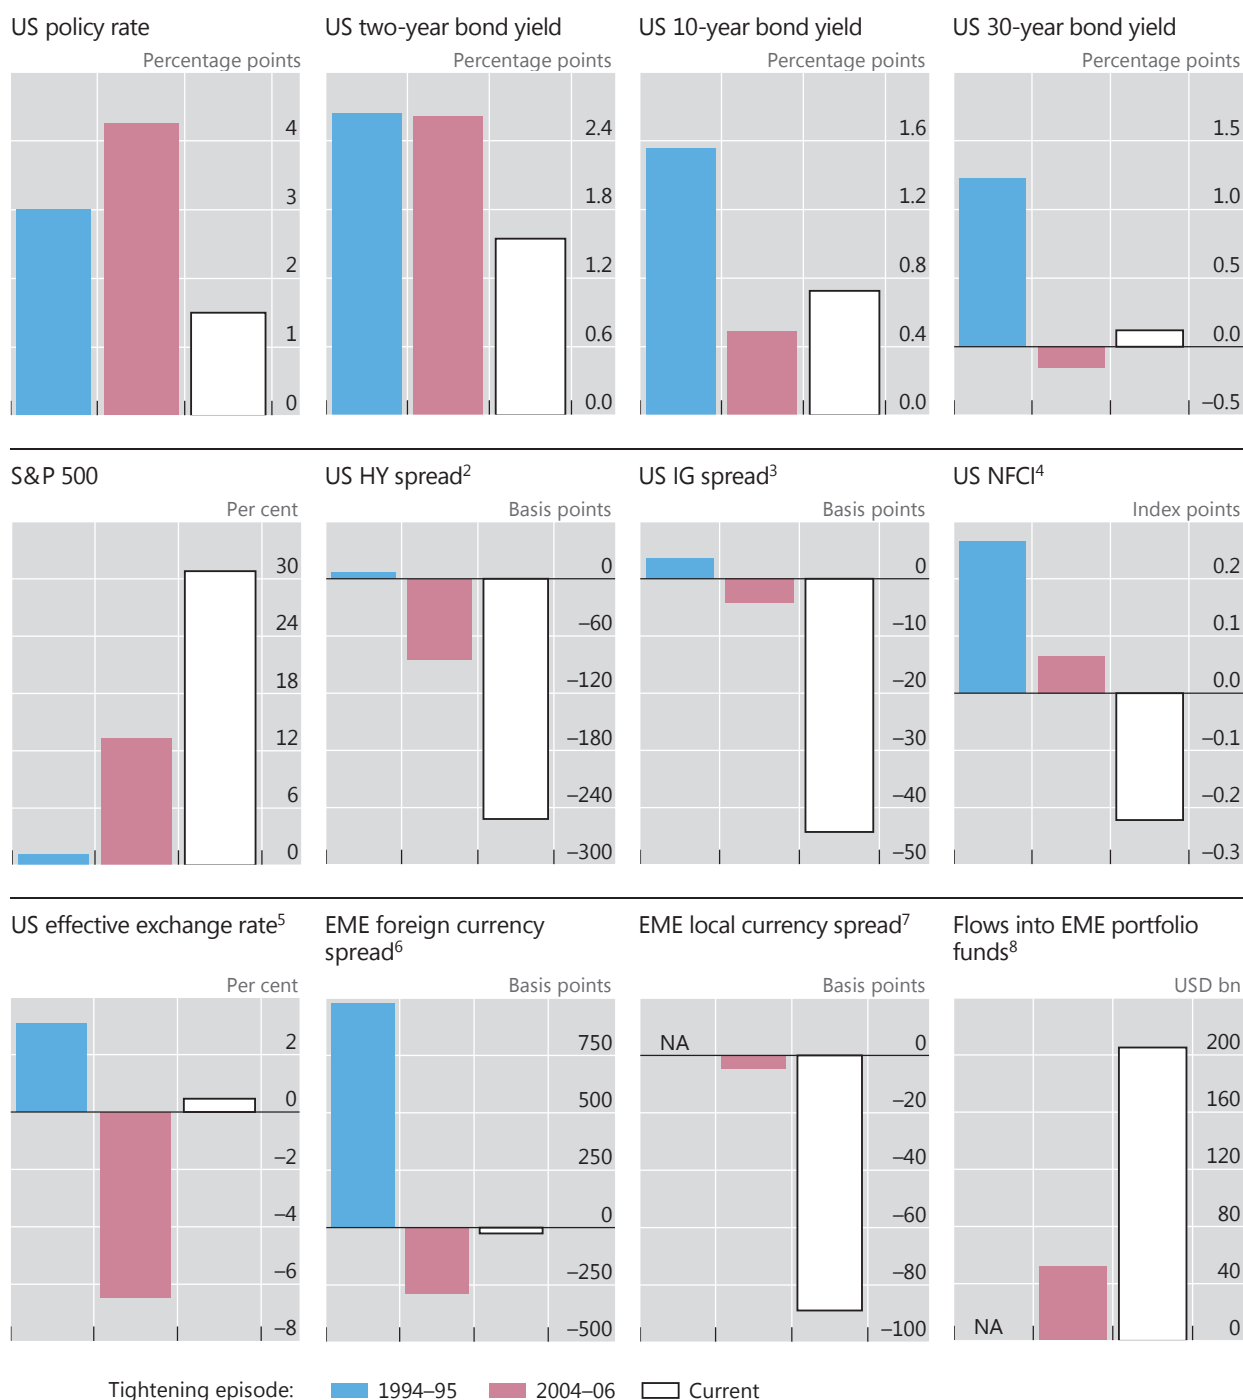 US policy rate
US two-year bond yield
US 10-year bond yield
US 30-year bond yield
Percentage points
Percentage points
Percentage points
Percentage points
4
3
2
1
0
2.4
1.8
1.2
0.6
0.0
1.6
1.2
0.8
0.4
0.0
1.5
1.0
0.5
0.0
–0.5
S&P 500
US HY spread²
US IG spread³
US NFCI⁴
Per cent
Basis points
Basis points
Index points
30
24
18
12
6
0
0
–60
–120
–180
–240
–300
0
–10
–20
–30
–40
–50
0.2
0.1
0.0
–0.1
–0.2
–0.3
US effective exchange rate⁵
EME foreign currency
spread⁶
EME local currency spread⁷
Flows into EME portfolio
funds⁸
Per cent
Basis points
Basis points
USD bn
2
0
–2
–4
–6
–8
750
500
250
0
–250
–500
NA
0
–20
–40
–60
–80
–100
NA
200
160
120
80
40
0
Tightening episode: 1994–95 2004–06 Current